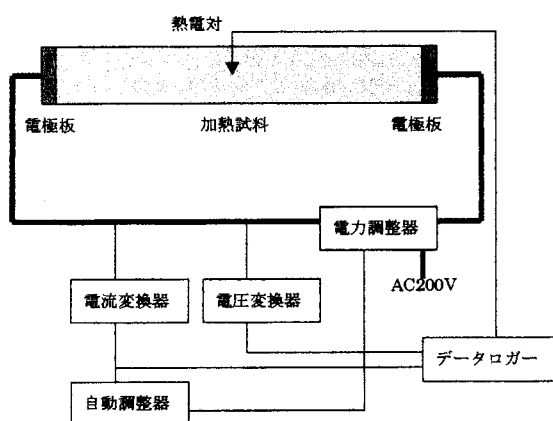 熱電対
電極板
加熱試料
電極板
電力調整器
AC200V
電流変換器
電圧変換器
データロガー
自動調整器